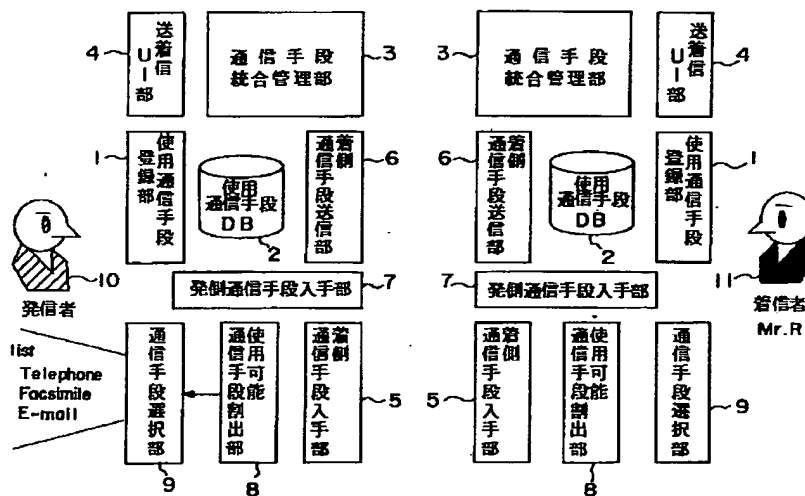 4
送着信
UI部
通信手段
統合管理部
3
3
通信手段
統合管理部
送着信
UI部
4
1
使用通信手段
登録部
使用
通信手段
DB
2
着側
通信手段送信部
6
6
着側
通信手段送信部
使用
通信手段
DB
2
使用通信手段
登録部
1
10
発信者
発側通信手段入手部
7
7
発側通信手段入手部
11
着信者
Mr.R
list
Telephone
Facsimile
E-mail
通信手段選択部
9
使用可能
通信手段割出部
8
着側
通信手段入手部
5
5
着側
通信手段入手部
使用可能
通信手段割出部
8
通信手段選択部
9